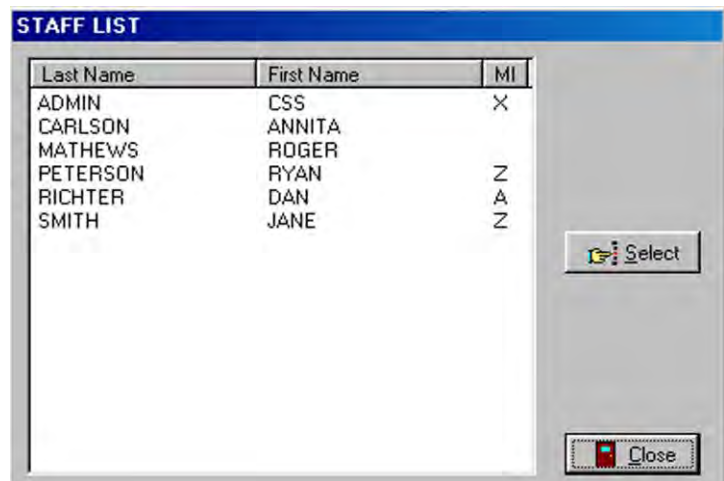 STAFF LIST
Last Name First Name MI
ADMIN CSS X
CARLSON ANNITA
MATHEWS ROGER
PETERSON RYAN Z
RICHTER DAN A
SMITH JANE Z
Select
Close